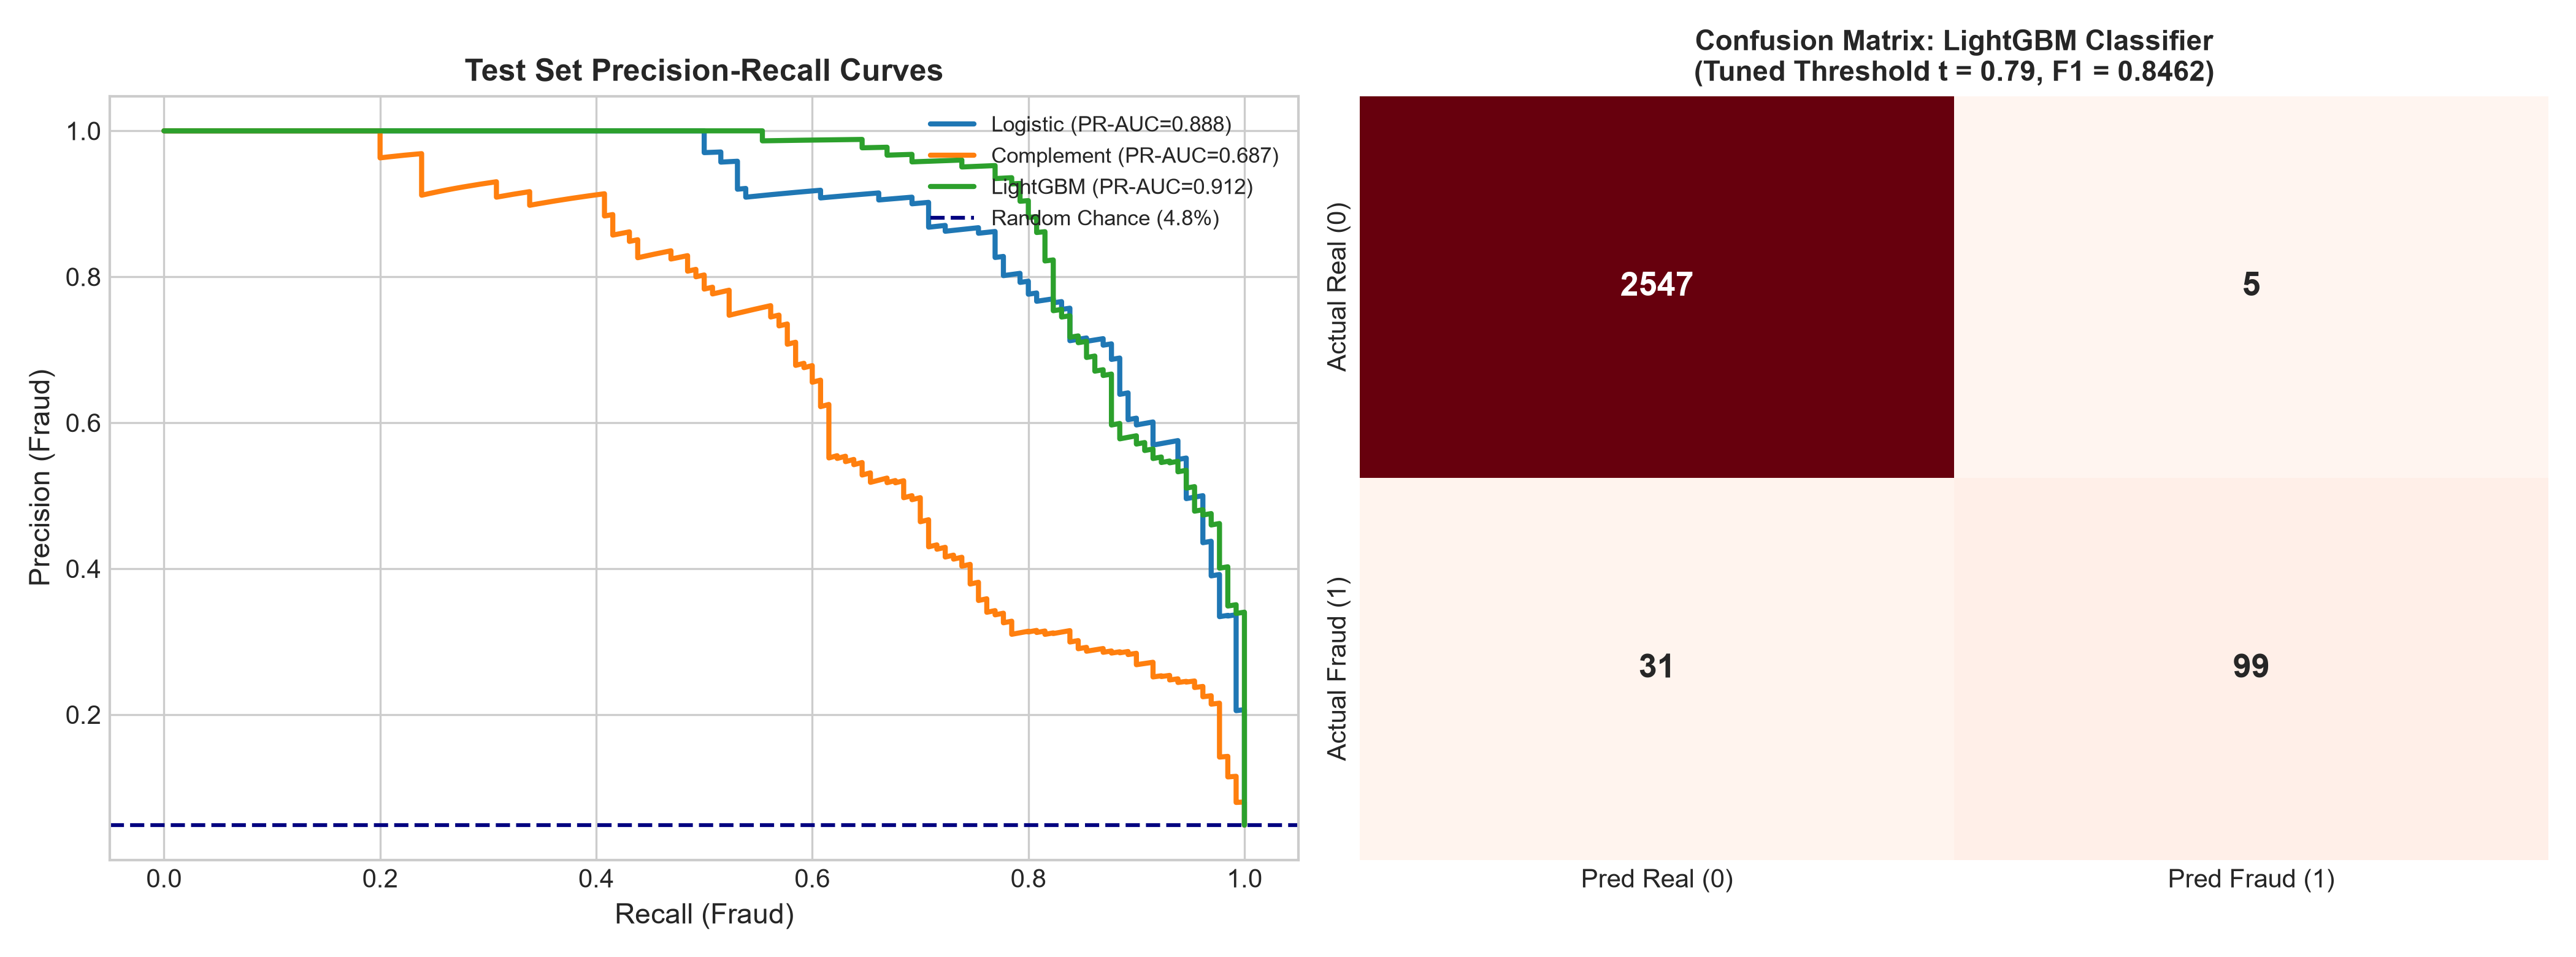 Test Set Precision-Recall Curves
Precision (Fraud)
1.0
0.8
0.6
0.4
0.2
0.0
0.2
0.4
0.6
0.8
1.0
Recall (Fraud)
Logistic (PR-AUC=0.888)
Complement (PR-AUC=0.687)
LightGBM (PR-AUC=0.912)
Random Chance (4.8%)
Confusion Matrix: LightGBM Classifier
(Tuned Threshold t = 0.79, F1 = 0.8462)
Actual Real (0)
2547
5
Actual Fraud (1)
31
99
Pred Real (0)
Pred Fraud (1)